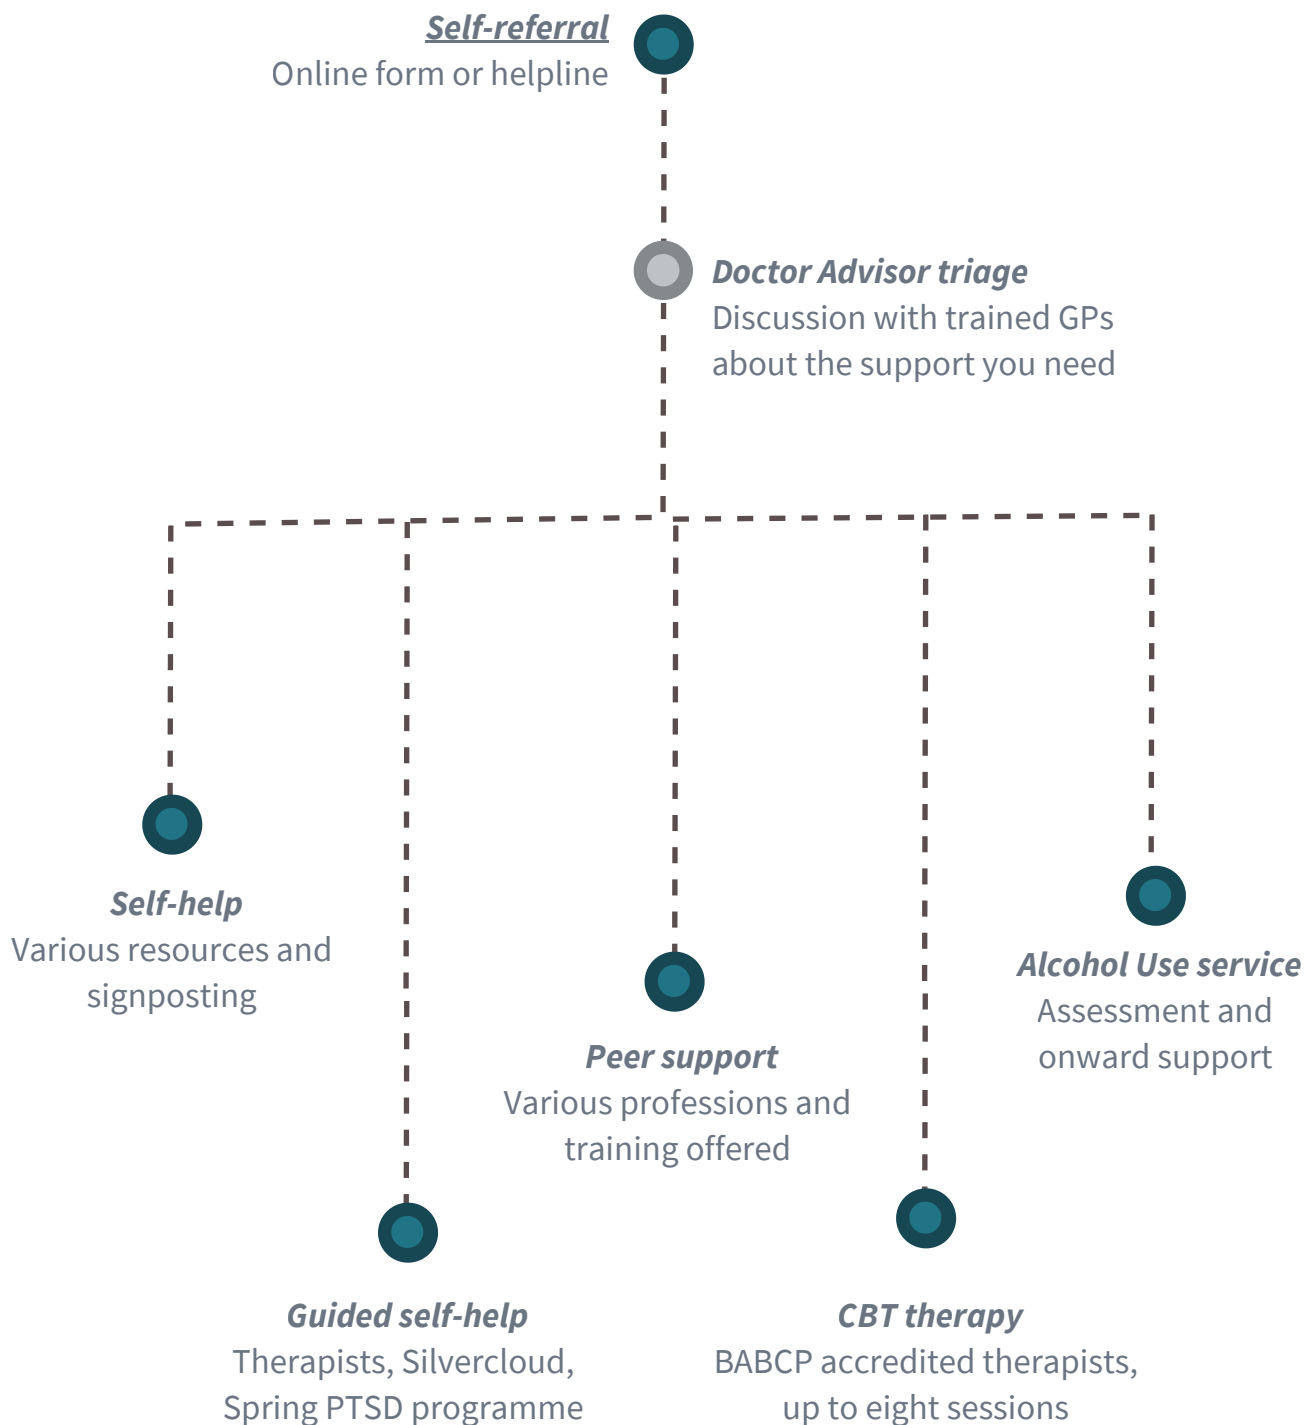 Self-referral
Online form or helpline
Doctor Advisor triage
Discussion with trained GPs
about the support you need
Self-help
Various resources and
signposting
Alcohol Use service
Assessment and
onward support
Peer support
Various professions and
training offered
Guided self-help
Therapists, Silvercloud,
Spring PTSD programme
CBT therapy
BABCP accredited therapists,
up to eight sessions